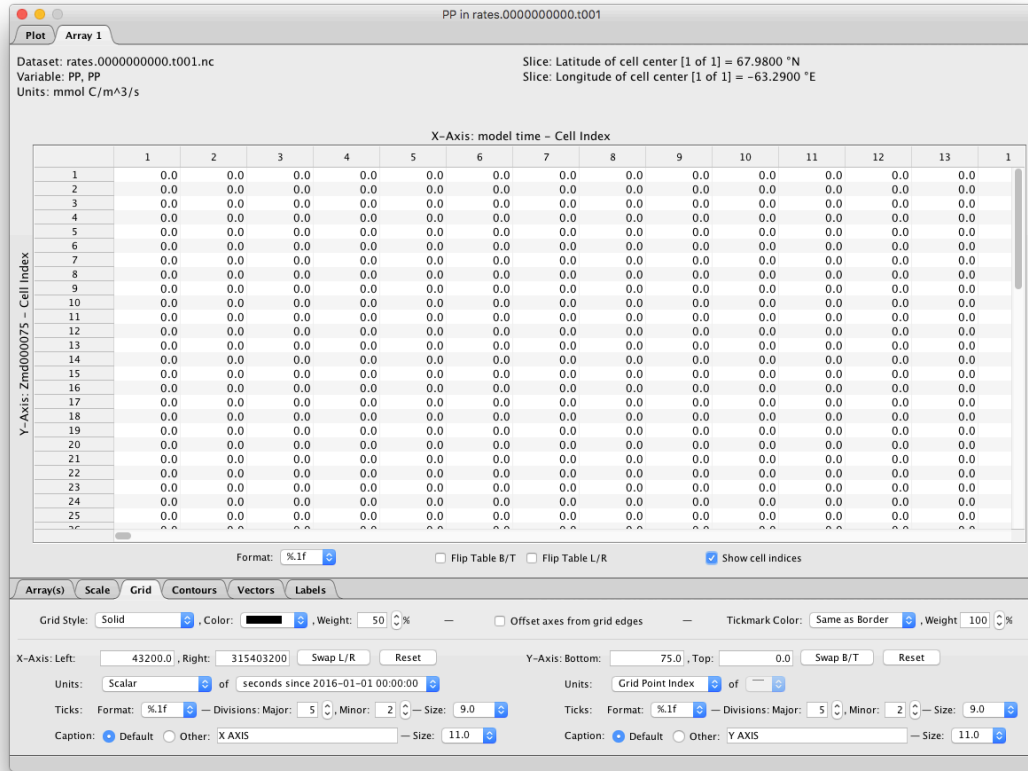 PP in rates.0000000000.t001
Plot Array 1
Dataset: rates.0000000000.t001.nc
Variable: PP, PP
Units: mmol C/m^3/s
Slice: Latitude of cell center [1 of 1] = 67.9800 °N
Slice: Longitude of cell center [1 of 1] = -63.2900 °E
X-Axis: model time – Cell Index
Y-Axis: Zmd000075 – Cell Index
1 2 3 4 5 6 7 8 9 10 11 12 13 1
1 0.0 0.0 0.0 0.0 0.0 0.0 0.0 0.0 0.0 0.0 0.0 0.0 0.0
2 0.0 0.0 0.0 0.0 0.0 0.0 0.0 0.0 0.0 0.0 0.0 0.0 0.0
3 0.0 0.0 0.0 0.0 0.0 0.0 0.0 0.0 0.0 0.0 0.0 0.0 0.0
4 0.0 0.0 0.0 0.0 0.0 0.0 0.0 0.0 0.0 0.0 0.0 0.0 0.0
5 0.0 0.0 0.0 0.0 0.0 0.0 0.0 0.0 0.0 0.0 0.0 0.0 0.0
6 0.0 0.0 0.0 0.0 0.0 0.0 0.0 0.0 0.0 0.0 0.0 0.0 0.0
7 0.0 0.0 0.0 0.0 0.0 0.0 0.0 0.0 0.0 0.0 0.0 0.0 0.0
8 0.0 0.0 0.0 0.0 0.0 0.0 0.0 0.0 0.0 0.0 0.0 0.0 0.0
9 0.0 0.0 0.0 0.0 0.0 0.0 0.0 0.0 0.0 0.0 0.0 0.0 0.0
10 0.0 0.0 0.0 0.0 0.0 0.0 0.0 0.0 0.0 0.0 0.0 0.0 0.0
11 0.0 0.0 0.0 0.0 0.0 0.0 0.0 0.0 0.0 0.0 0.0 0.0 0.0
12 0.0 0.0 0.0 0.0 0.0 0.0 0.0 0.0 0.0 0.0 0.0 0.0 0.0
13 0.0 0.0 0.0 0.0 0.0 0.0 0.0 0.0 0.0 0.0 0.0 0.0 0.0
14 0.0 0.0 0.0 0.0 0.0 0.0 0.0 0.0 0.0 0.0 0.0 0.0 0.0
15 0.0 0.0 0.0 0.0 0.0 0.0 0.0 0.0 0.0 0.0 0.0 0.0 0.0
16 0.0 0.0 0.0 0.0 0.0 0.0 0.0 0.0 0.0 0.0 0.0 0.0 0.0
17 0.0 0.0 0.0 0.0 0.0 0.0 0.0 0.0 0.0 0.0 0.0 0.0 0.0
18 0.0 0.0 0.0 0.0 0.0 0.0 0.0 0.0 0.0 0.0 0.0 0.0 0.0
19 0.0 0.0 0.0 0.0 0.0 0.0 0.0 0.0 0.0 0.0 0.0 0.0 0.0
20 0.0 0.0 0.0 0.0 0.0 0.0 0.0 0.0 0.0 0.0 0.0 0.0 0.0
21 0.0 0.0 0.0 0.0 0.0 0.0 0.0 0.0 0.0 0.0 0.0 0.0 0.0
22 0.0 0.0 0.0 0.0 0.0 0.0 0.0 0.0 0.0 0.0 0.0 0.0 0.0
23 0.0 0.0 0.0 0.0 0.0 0.0 0.0 0.0 0.0 0.0 0.0 0.0 0.0
24 0.0 0.0 0.0 0.0 0.0 0.0 0.0 0.0 0.0 0.0 0.0 0.0 0.0
25 0.0 0.0 0.0 0.0 0.0 0.0 0.0 0.0 0.0 0.0 0.0 0.0 0.0
Format: %.1f Flip Table B/T Flip Table L/R Show cell indices
Array(s) Scale Grid Contours Vectors Labels
Grid Style: Solid , Color: , Weight: 50 % — Offset axes from grid edges — Tickmark Color: Same as Border , Weight 100 %
X-Axis: Left: 43200.0 , Right: 315403200 Swap L/R Reset Y-Axis: Bottom: 75.0 , Top: 0.0 Swap B/T Reset
Units: Scalar of seconds since 2016-01-01 00:00:00 Units: Grid Point Index of —
Ticks: Format: %.1f — Divisions: Major: 5 , Minor: 2 — Size: 9.0 Ticks: Format: %.1f — Divisions: Major: 5 , Minor: 2 — Size: 9.0
Caption: Default Other: X AXIS — Size: 11.0 Caption: Default Other: Y AXIS — Size: 11.0